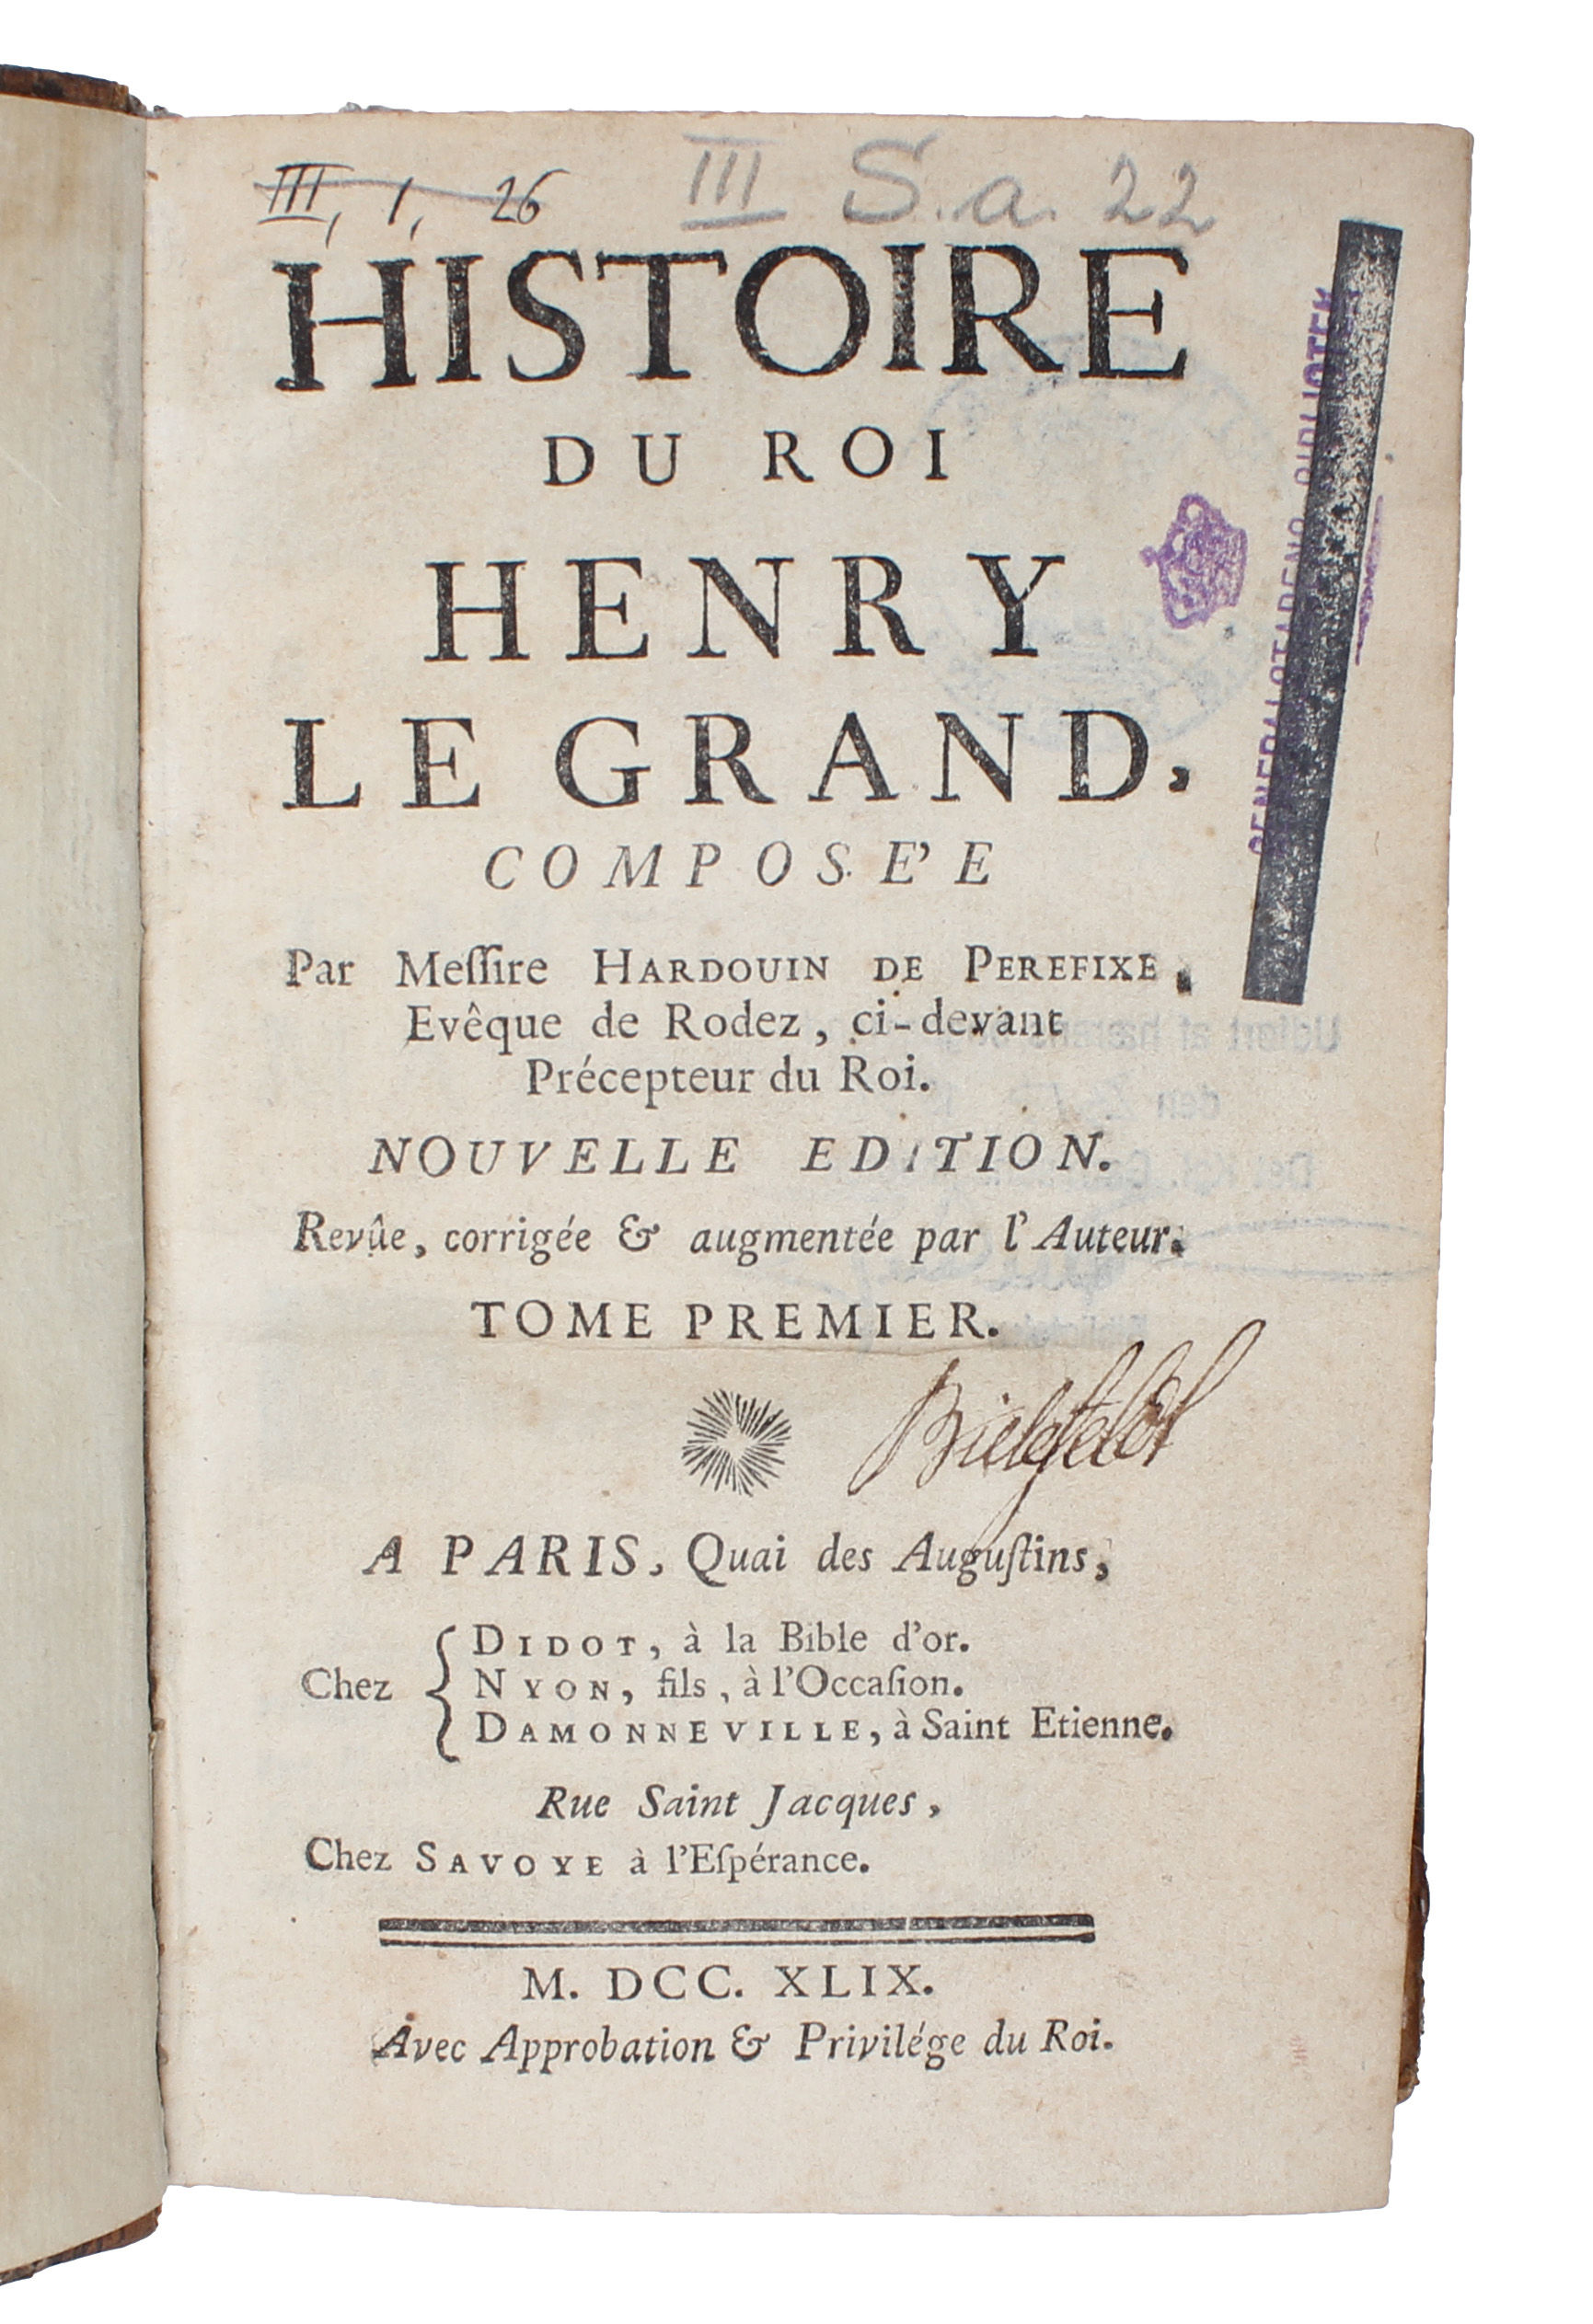 III, 1, 26 III S.a. 22
HISTOIRE
DU ROI
HENRY
LE GRAND,
COMPOSE'E
Par Meſſire HARDOUIN DE PEREFIXE,
Evêque de Rodez, ci-devant
Précepteur du Roi.
NOUVELLE EDITION.
Revûe, corrigée & augmentée par l'Auteur.
TOME PREMIER.
Bielefeldt
A PARIS, Quai des Auguſtins,
Chez { DIDOT, à la Bible d'or.
NYON, fils, à l'Occaſion.
DAMONNEVILLE, à Saint Etienne.
Rue Saint Jacques,
Chez SAVOYE à l'Eſpérance.
M. DCC. XLIX.
Avec Approbation & Privilége du Roi.